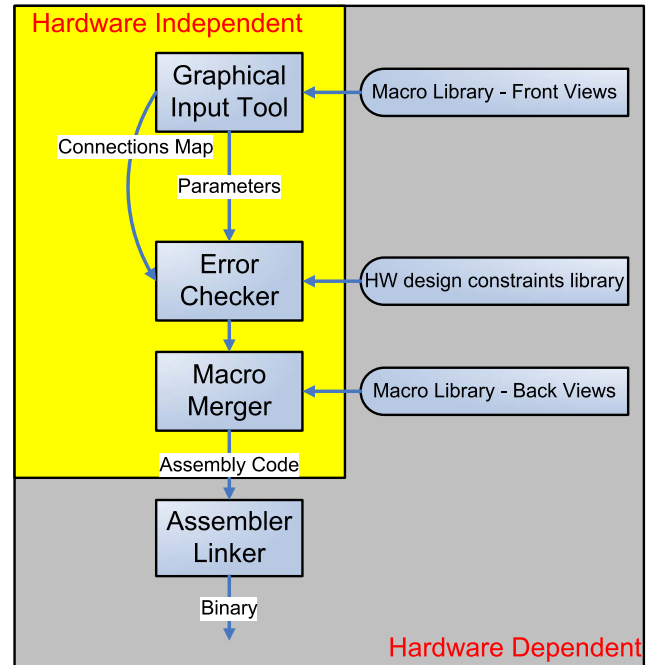 Hardware Independent
Graphical
Input Tool
Macro Library - Front Views
Connections Map
Parameters
Error
Checker
HW design constraints library
Macro
Merger
Macro Library - Back Views
Assembly Code
Assembler
Linker
Binary
Hardware Dependent